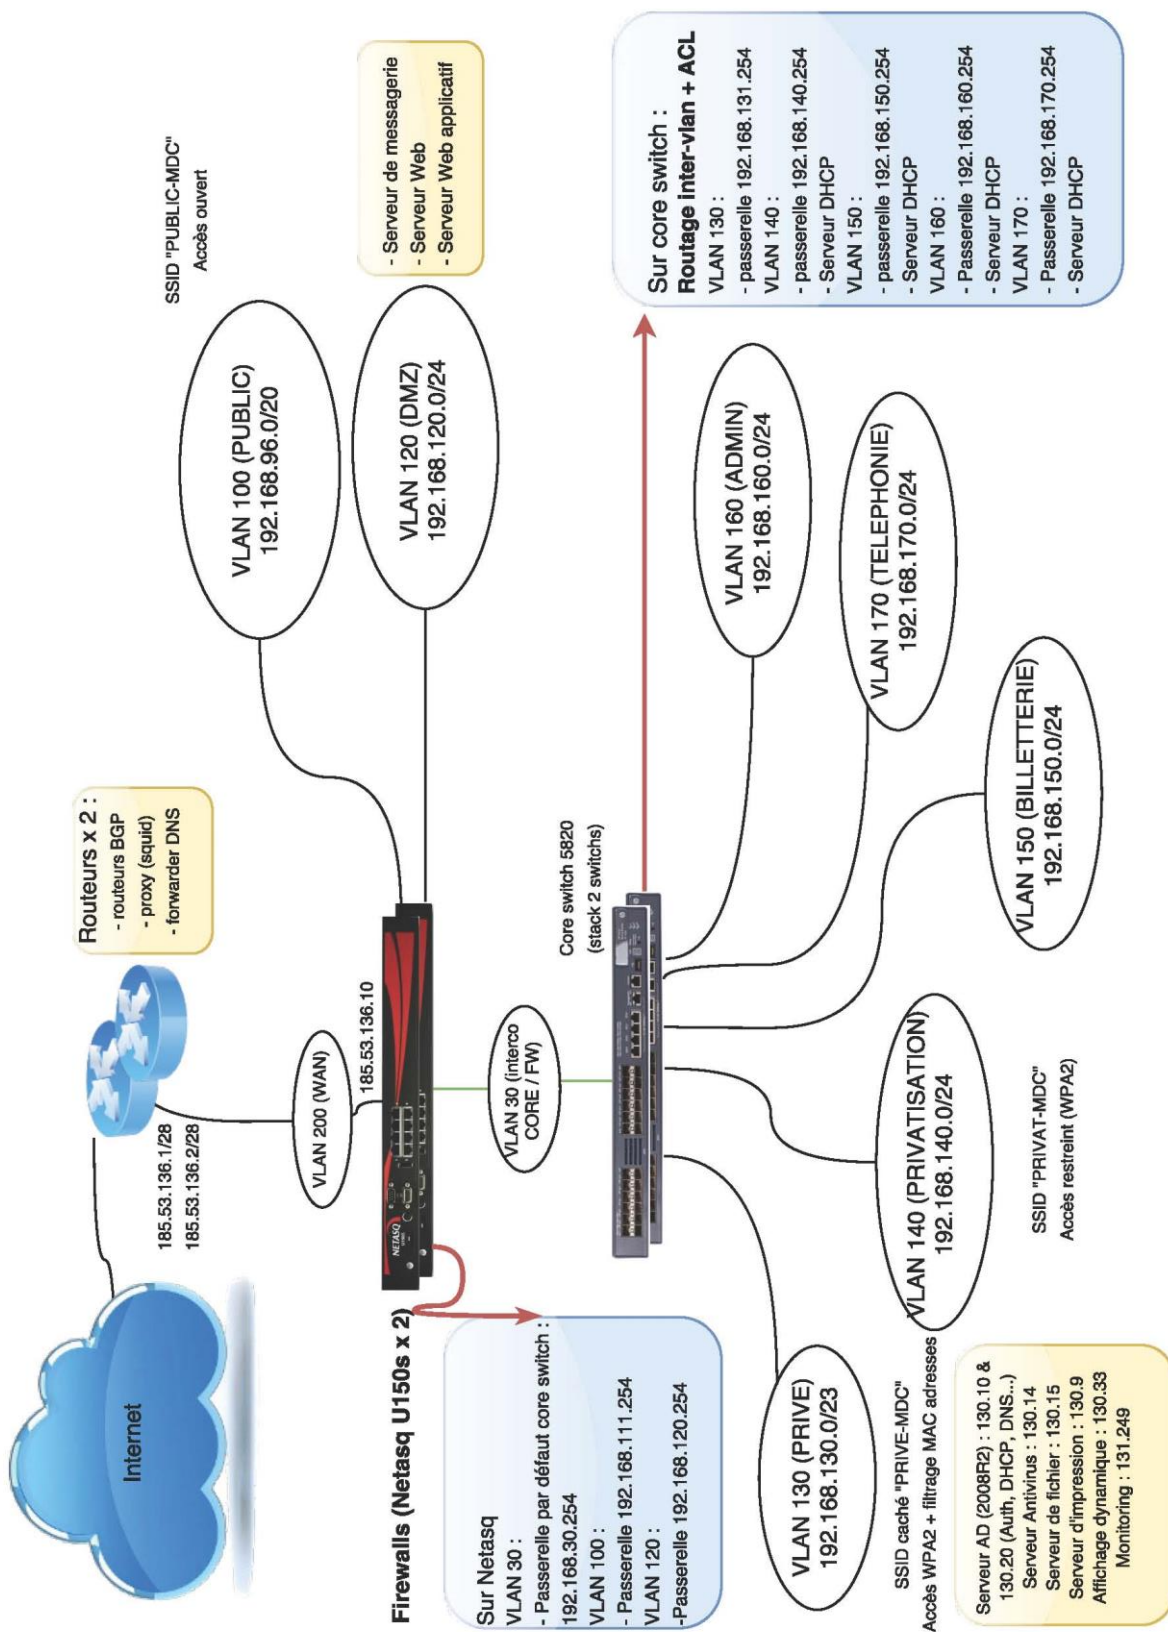 Internet
185.53.136.1/28
185.53.136.2/28
Routeurs x 2 :
- routeurs BGP
- proxy (squid)
- forwarder DNS
SSID "PUBLIC-MDC"
Accès ouvert
VLAN 200 (WAN)
185.53.136.10
VLAN 100 (PUBLIC)
192.168.96.0/20
VLAN 120 (DMZ)
192.168.120.0/24
- Serveur de messagerie
- Serveur Web
- Serveur Web applicatif
Firewalls (Netasq U150s x 2)
NETASQ
Sur Netasq
VLAN 30 :
- Passerelle par défaut core switch :
192.168.30.254
VLAN 100 :
- Passerelle 192.168.111.254
VLAN 120 :
-Passerelle 192.168.120.254
VLAN 30 (interco
CORE / FW)
Core switch 5820
(stack 2 switchs)
Sur core switch :
Routage inter-vlan + ACL
VLAN 130 :
- passerelle 192.168.131.254
VLAN 140 :
- passerelle 192.168.140.254
- Serveur DHCP
VLAN 150 :
- passerelle 192.168.150.254
- Serveur DHCP
VLAN 160 :
- Passerelle 192.168.160.254
- Serveur DHCP
VLAN 170 :
- Passerelle 192.168.170.254
- Serveur DHCP
VLAN 130 (PRIVE)
192.168.130.0/23
VLAN 140 (PRIVATISATION)
192.168.140.0/24
VLAN 150 (BILLETTERIE)
192.168.150.0/24
VLAN 170 (TELEPHONIE)
192.168.170.0/24
VLAN 160 (ADMIN)
192.168.160.0/24
SSID caché "PRIVE-MDC"
Accès WPA2 + filtrage MAC adresses
SSID "PRIVAT-MDC"
Accès restreint (WPA2)
Serveur AD (2008R2) : 130.10 &
130.20 (Auth, DHCP, DNS...)
Serveur Antivirus : 130.14
Serveur de fichier : 130.15
Serveur d'impression : 130.9
Affichage dynamique : 130.33
Monitoring : 131.249